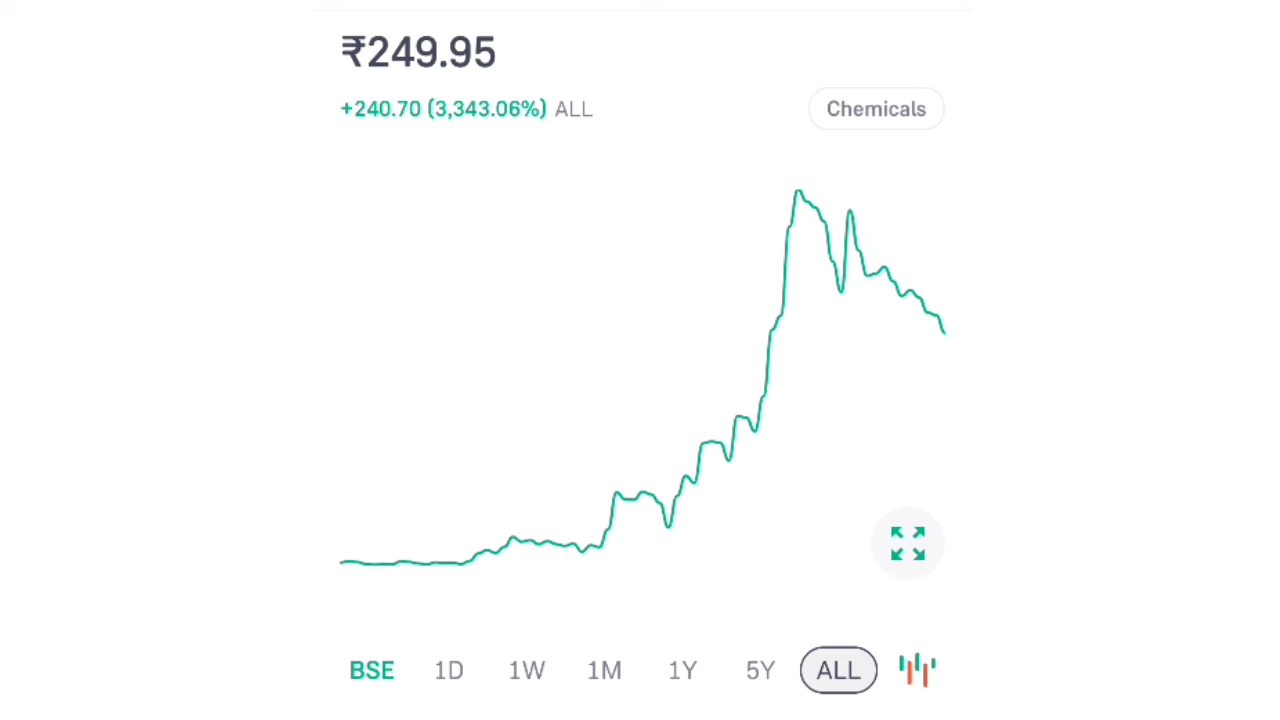 ₹249.95
+240.70 (3,343.06%) ALL
Chemicals
BSE 1D 1W 1M 1Y 5Y ALL